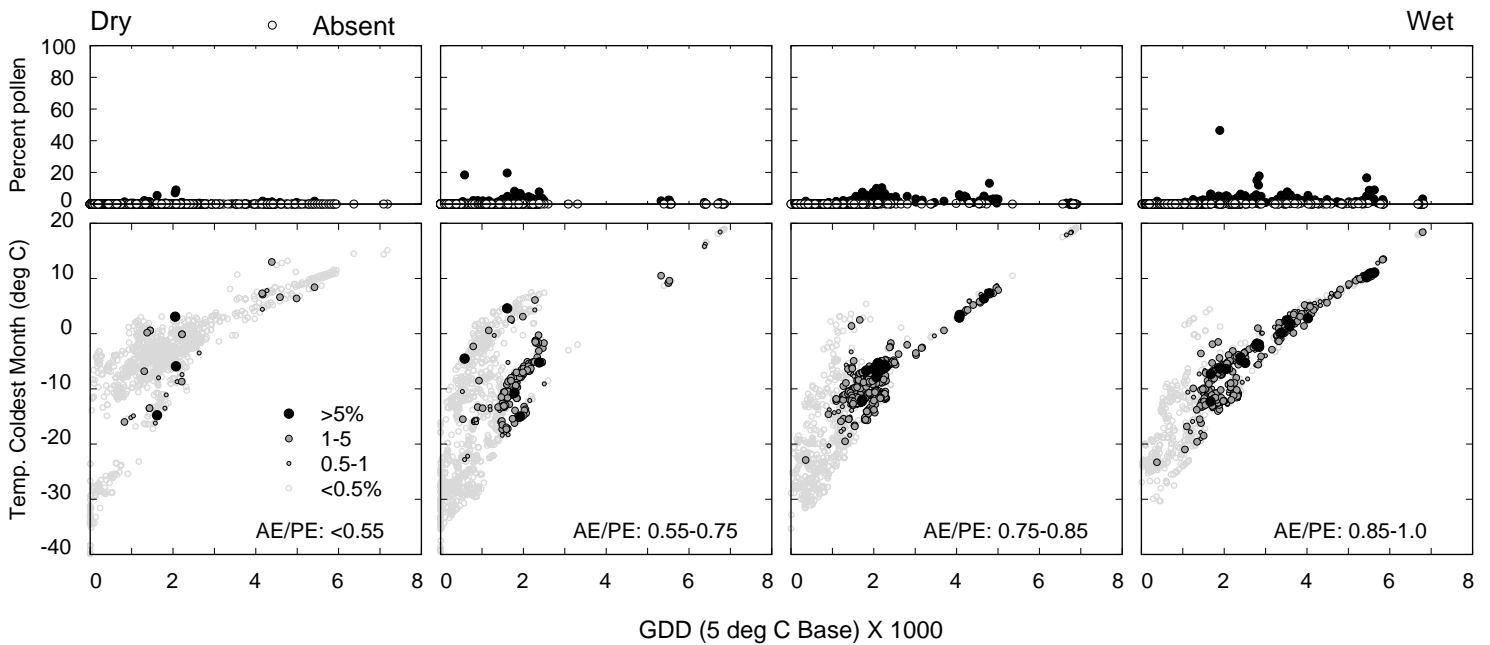 Dry
Absent
Wet
Percent pollen
100
80
60
40
20
0
Temp. Coldest Month (deg C)
20
10
0
-10
-20
-30
-40
>5%
1-5
0.5-1
<0.5%
AE/PE: <0.55
AE/PE: 0.55-0.75
AE/PE: 0.75-0.85
AE/PE: 0.85-1.0
0 2 4 6 8
0 2 4 6 8
0 2 4 6 8
0 2 4 6 8
GDD (5 deg C Base) X 1000